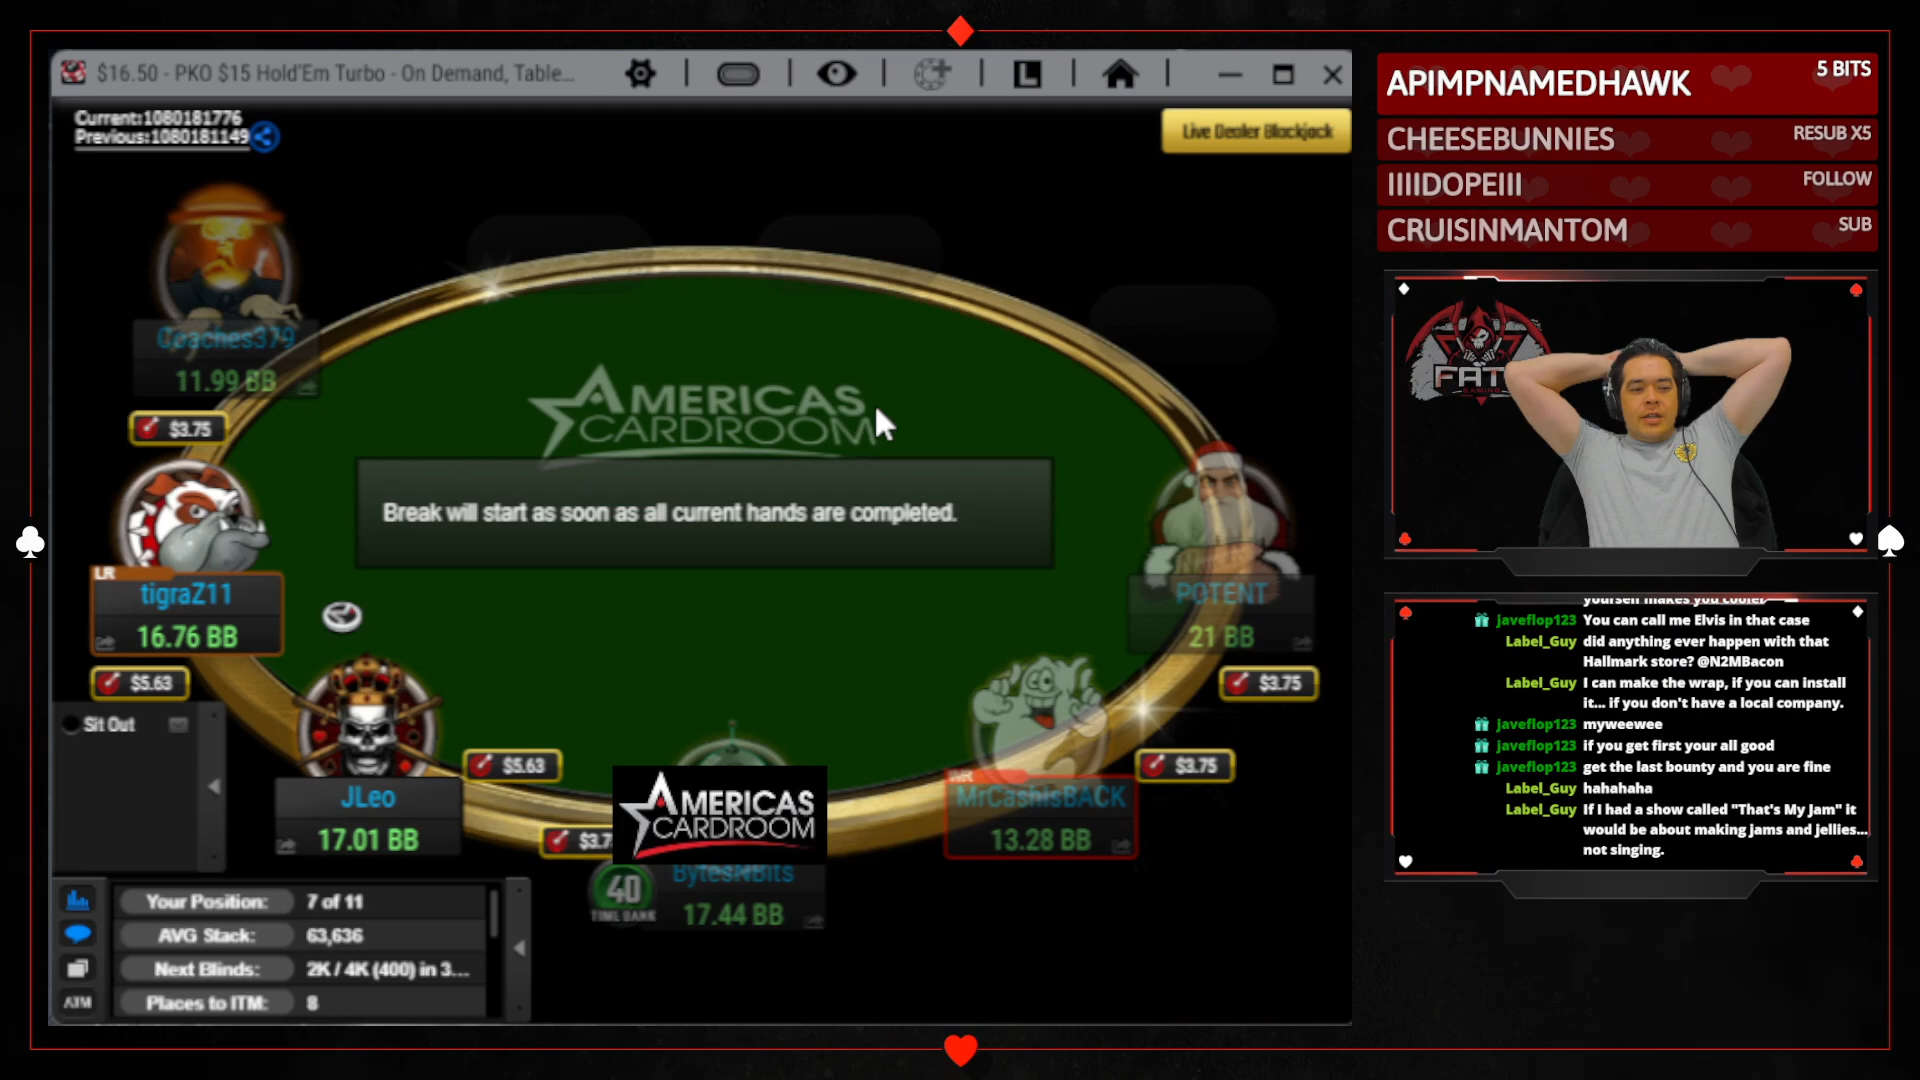 $16.50 - PKO $15 Hold'Em Turbo - On Demand, Table...
L
Current:1080181776
Previous:1080181149
Live Dealer Blackjack
Coaches379
11.99 BB
$3.75
AMERICAS
CARDROOM
Break will start as soon as all current hands are completed.
LR
tigraZ11
16.76 BB
$5.63
POTENT
21 BB
$3.75
Sit Out
$5.63
$3.75
JLeo
17.01 BB
$3.7
AMERICAS
CARDROOM
MrCashisBACK
13.28 BB
BytesNBits
40
TIME BANK
17.44 BB
Your Position: 7 of 11
AVG Stack: 63,636
Next Blinds: 2K / 4K (400) in 3...
Places to ITM: 8
APIMPNAMEDHAWK 5 BITS
CHEESEBUNNIES RESUB X5
IIIIDOPEIII FOLLOW
CRUISINMANTOM SUB
FAT
yourself makes you cooler
javeflop123 You can call me Elvis in that case
Label_Guy did anything ever happen with that
Hallmark store? @N2MBacon
Label_Guy I can make the wrap, if you can install
it... if you don't have a local company.
javeflop123 myweewee
javeflop123 if you get first your all good
javeflop123 get the last bounty and you are fine
Label_Guy hahahaha
Label_Guy If I had a show called "That's My Jam" it
would be about making jams and jellies...
not singing.